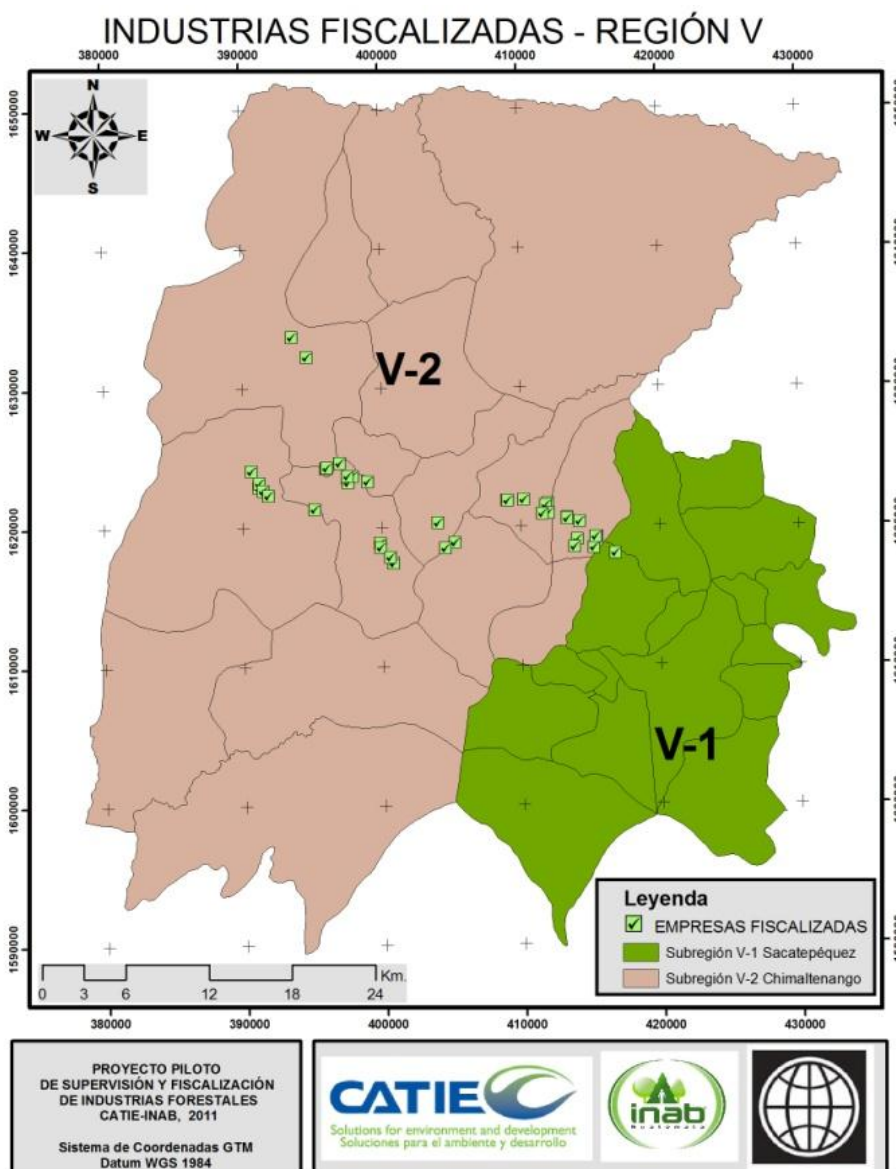 INDUSTRIAS FISCALIZADAS - REGIÓN V
380000 390000 400000 410000 420000 430000
N
W E
S
1650000
1640000
1630000
1620000
1610000
1600000
1590000
V-2
V-1
Leyenda
EMPRESAS FISCALIZADAS
Subregión V-1 Sacatepéquez
Subregión V-2 Chimaltenango
Km.
0 3 6 12 18 24
380000 390000 400000 410000 420000 430000
PROYECTO PILOTO
DE SUPERVISIÓN Y FISCALIZACIÓN
DE INDUSTRIAS FORESTALES
CATIE-INAB, 2011
Sistema de Coordenadas GTM
Datum WGS 1984
CATIE
Solutions for environment and development
Soluciones para el ambiente y desarrollo
inab
Guatemala